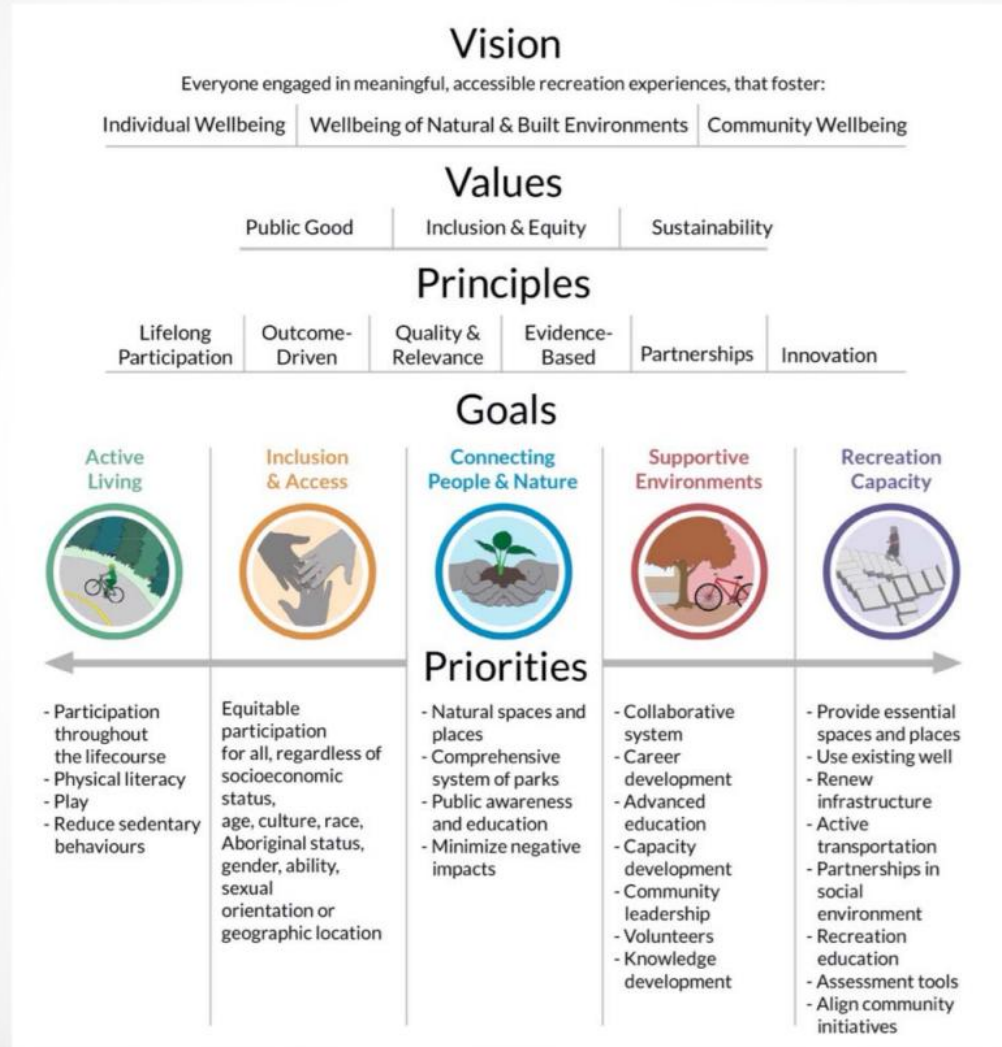 Vision
Everyone engaged in meaningful, accessible recreation experiences, that foster:
Individual Wellbeing
Wellbeing of Natural & Built Environments
Community Wellbeing
Values
Public Good
Inclusion & Equity
Sustainability
Principles
Lifelong
Participation
Outcome-
Driven
Quality &
Relevance
Evidence-
Based
Partnerships
Innovation
Goals
Active
Living
Inclusion
& Access
Connecting
People & Nature
Supportive
Environments
Recreation
Capacity
Priorities
- Participation
throughout
the lifecourse
- Physical literacy
- Play
- Reduce sedentary
behaviours
Equitable
participation
for all, regardless of
socioeconomic
status,
age, culture, race,
Aboriginal status,
gender, ability,
sexual
orientation or
geographic location
- Natural spaces and
places
- Comprehensive
system of parks
- Public awareness
and education
- Minimize negative
impacts
- Collaborative
system
- Career
development
- Advanced
education
- Capacity
development
- Community
leadership
- Volunteers
- Knowledge
development
- Provide essential
spaces and places
- Use existing well
- Renew
infrastructure
- Active
transportation
- Partnerships in
social
environment
- Recreation
education
- Assessment tools
- Align community
initiatives